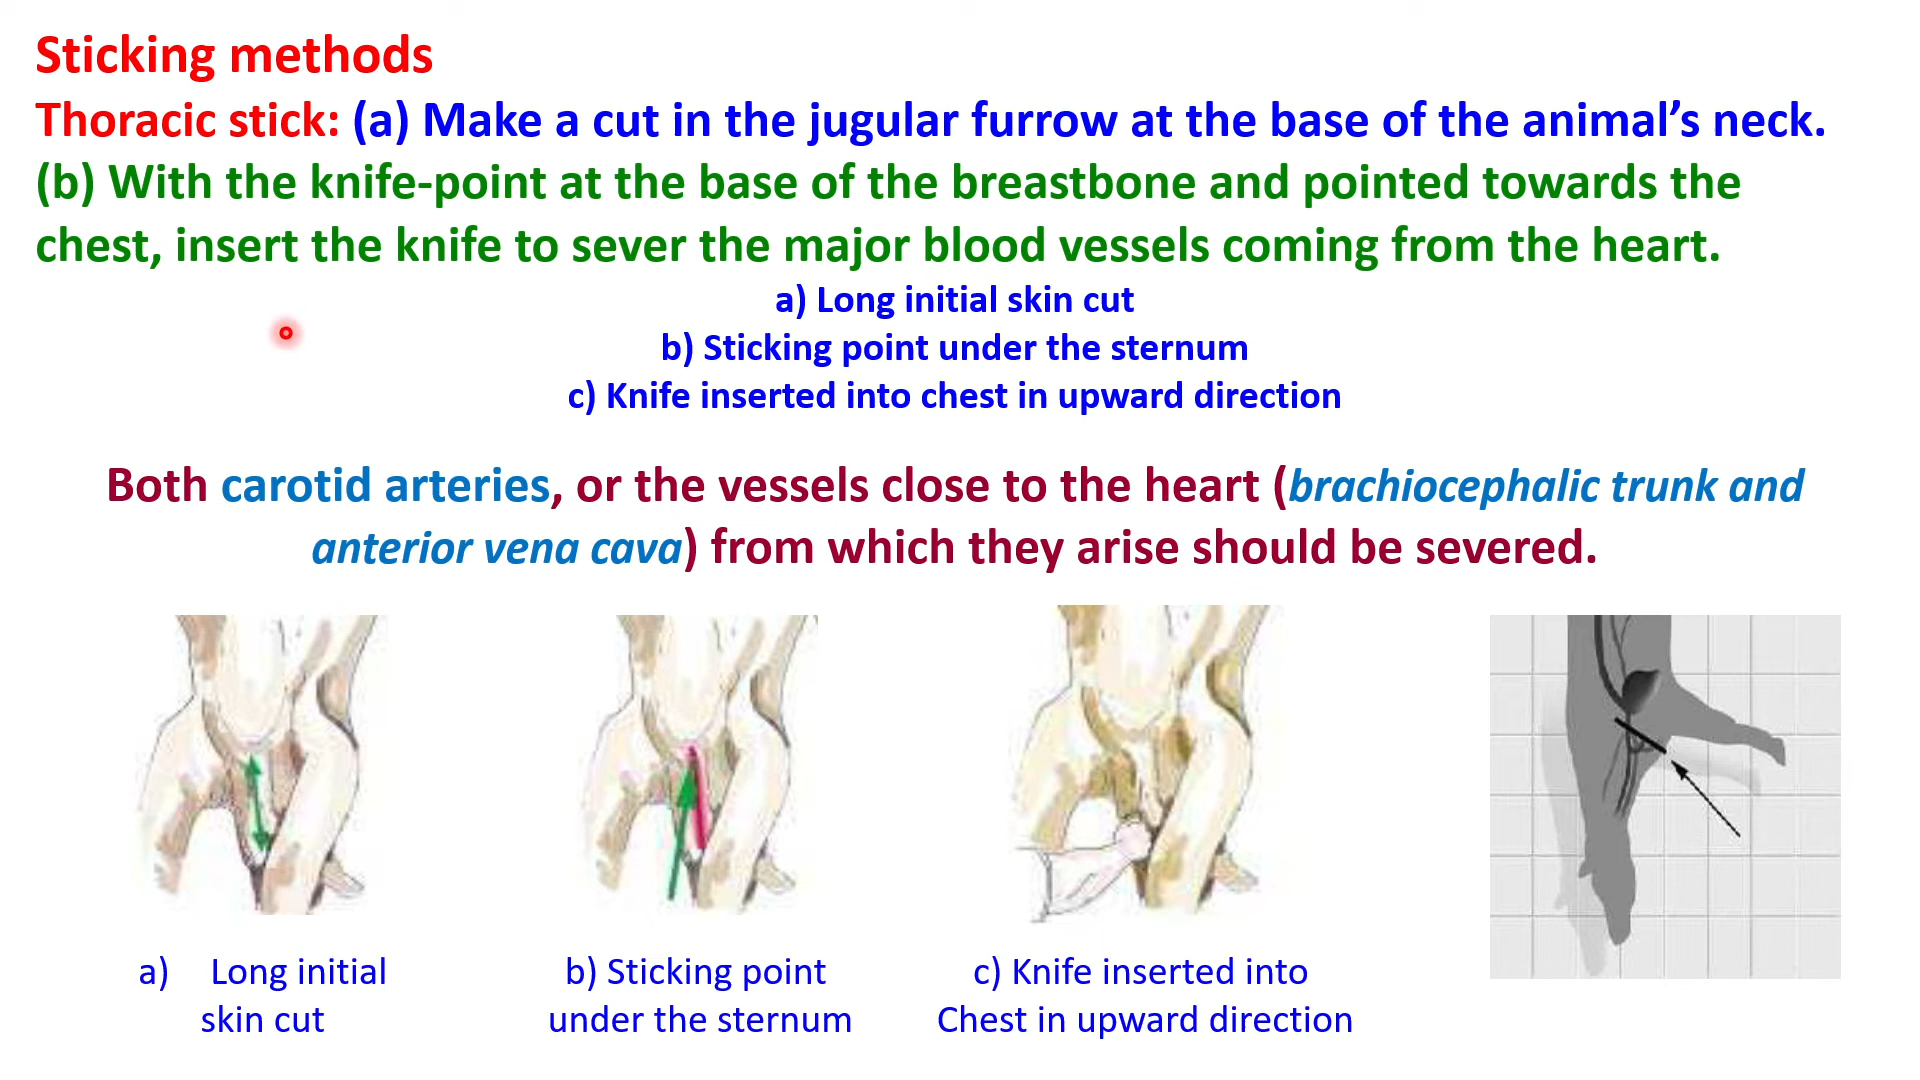 Sticking methods
Thoracic stick: (a) Make a cut in the jugular furrow at the base of the animal’s neck.
(b) With the knife-point at the base of the breastbone and pointed towards the
chest, insert the knife to sever the major blood vessels coming from the heart.
a) Long initial skin cut
b) Sticking point under the sternum
c) Knife inserted into chest in upward direction
Both carotid arteries, or the vessels close to the heart (brachiocephalic trunk and
anterior vena cava) from which they arise should be severed.
a) Long initial
skin cut
b) Sticking point
under the sternum
c) Knife inserted into
Chest in upward direction